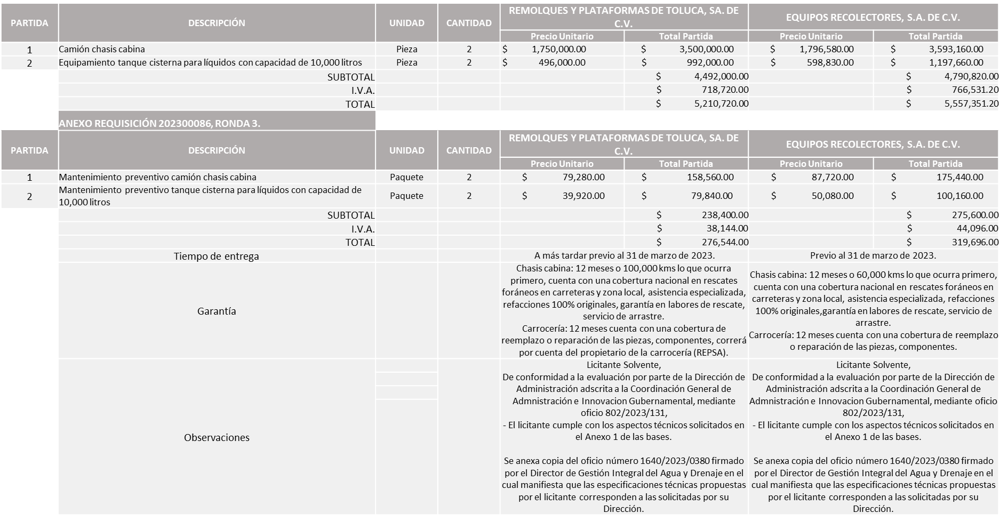 PARTIDA DESCRIPCIÓN UNIDAD CANTIDAD REMOLQUES Y PLATAFORMAS DE TOLUCA, SA. DE C.V. EQUIPOS RECOLECTORES, S.A. DE C.V.
Precio Unitario Total Partida Precio Unitario Total Partida
1 Camión chasis cabina Pieza 2 $ 1,750,000.00 $ 3,500,000.00 $ 1,796,580.00 $ 3,593,160.00
2 Equipamiento tanque cisterna para líquidos con capacidad de 10,000 litros Pieza 2 $ 496,000.00 $ 992,000.00 $ 598,830.00 $ 1,197,660.00
SUBTOTAL $ 4,492,000.00 $ 4,790,820.00
I.V.A. $ 718,720.00 $ 766,531.20
TOTAL $ 5,210,720.00 $ 5,557,351.20
ANEXO REQUISICIÓN 202300086, RONDA 3.
PARTIDA DESCRIPCIÓN UNIDAD CANTIDAD REMOLQUES Y PLATAFORMAS DE TOLUCA, SA. DE C.V. EQUIPOS RECOLECTORES, S.A. DE C.V.
Precio Unitario Total Partida Precio Unitario Total Partida
1 Mantenimiento preventivo camión chasis cabina Paquete 2 $ 79,280.00 $ 158,560.00 $ 87,720.00 $ 175,440.00
2 Mantenimiento preventivo tanque cisterna para líquidos con capacidad de 10,000 litros Paquete 2 $ 39,920.00 $ 79,840.00 $ 50,080.00 $ 100,160.00
SUBTOTAL $ 238,400.00 $ 275,600.00
I.V.A. $ 38,144.00 $ 44,096.00
TOTAL $ 276,544.00 $ 319,696.00
Tiempo de entrega A más tardar previo al 31 de marzo de 2023. Previo al 31 de marzo de 2023.
Garantía
Chasis cabina: 12 meses o 100,000 kms lo que ocurra
primero, cuenta con una cobertura nacional en rescates
foráneos en carreteras y zona local, asistencia especializada,
refacciones 100% originales, garantía en labores de rescate,
servicio de arrastre.
Carrocería: 12 meses cuenta con una cobertura de
reemplazo o reparación de las piezas, componentes, correrá
por cuenta del propietario de la carrocería (REPSA).
Chasis cabina: 12 meses o 60,000 kms lo que ocurra primero,
cuenta con una cobertura nacional en rescates foráneos en
carreteras y zona local, asistencia especializada, refacciones
100% originales,garantía en labores de rescate, servicio de
arrastre.
Carrocería: 12 meses cuenta con una cobertura de reemplazo
o reparación de las piezas, componentes.
Observaciones
Licitante Solvente,
De conformidad a la evaluación por parte de la Dirección de
Administración adscrita a la Coordinación General de
Admnistración e Innovacion Gubernamental, mediante
oficio 802/2023/131,
- El licitante cumple con los aspectos técnicos solicitados en
el Anexo 1 de las bases.
Se anexa copia del oficio número 1640/2023/0380 firmado
por el Director de Gestión Integral del Agua y Drenaje en el
cual manifiesta que las especificaciones técnicas propuestas
por el licitante corresponden a las solicitadas por su
Dirección.
Licitante Solvente,
De conformidad a la evaluación por parte de la Dirección de
Administración adscrita a la Coordinación General de
Admnistración e Innovacion Gubernamental, mediante oficio
802/2023/131,
- El licitante cumple con los aspectos técnicos solicitados en
el Anexo 1 de las bases.
Se anexa copia del oficio número 1640/2023/0380 firmado
por el Director de Gestión Integral del Agua y Drenaje en el
cual manifiesta que las especificaciones técnicas propuestas
por el licitante corresponden a las solicitadas por su
Dirección.